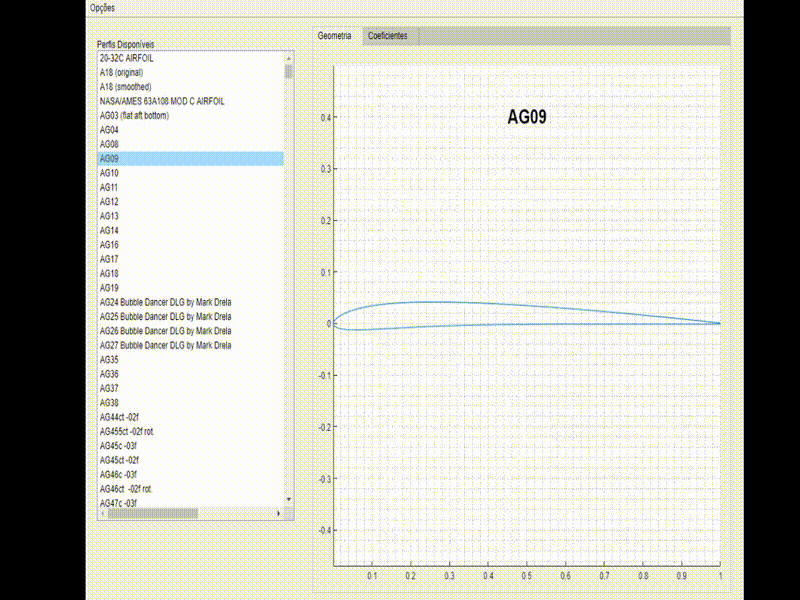 Opções
Perfis Disponíveis
20-32C AIRFOIL
A18 (original)
A18 (smoothed)
NASA/AMES 63A108 MOD C AIRFOIL
AG03 (flat aft bottom)
AG04
AG08
AG09
AG10
AG11
AG12
AG13
AG14
AG16
AG17
AG18
AG19
AG24 Bubble Dancer DLG by Mark Drela
AG25 Bubble Dancer DLG by Mark Drela
AG26 Bubble Dancer DLG by Mark Drela
AG27 Bubble Dancer DLG by Mark Drela
AG35
AG36
AG37
AG38
AG44ct -02f
AG455ct -02f rot.
AG45c -03f
AG45ct -02f
AG46c -03f
AG46ct -02f rot.
AG47c -03f
Geometria
Coeficientes
AG09
0.4
0.3
0.2
0.1
0
-0.1
-0.2
-0.3
-0.4
0.1 0.2 0.3 0.4 0.5 0.6 0.7 0.8 0.9 1